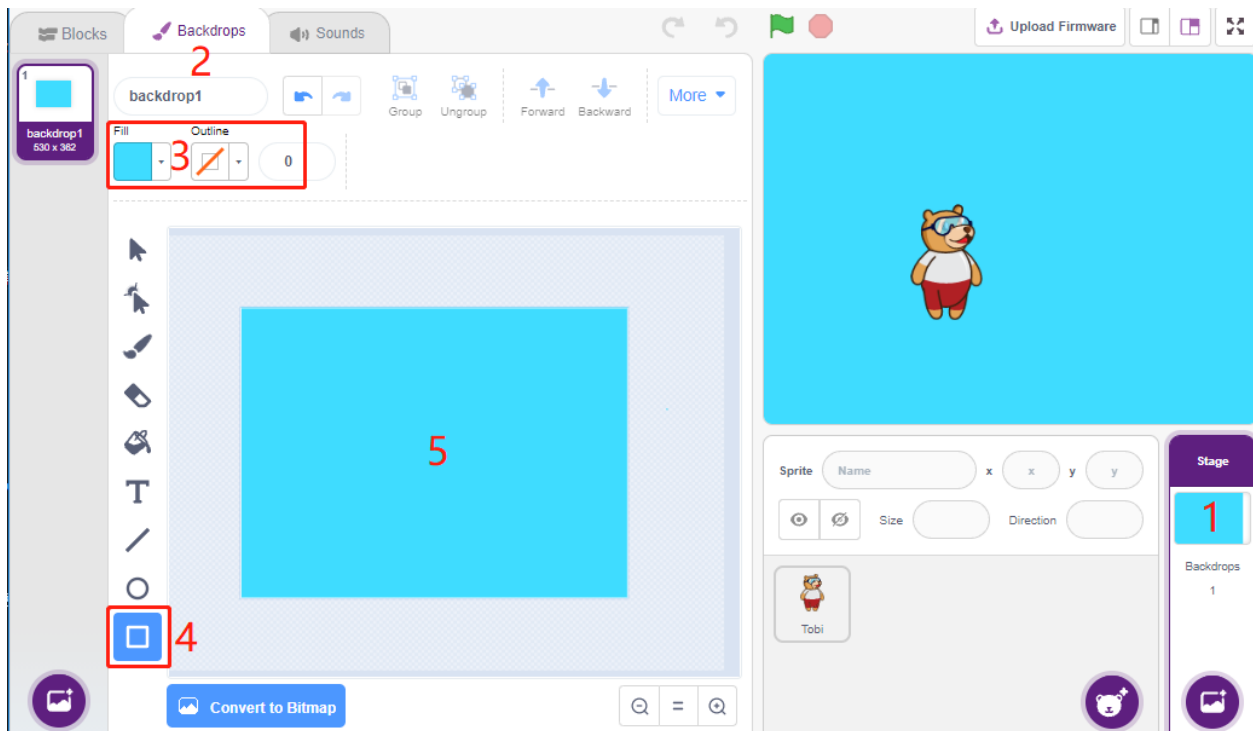 Blocks
Backdrops
Sounds
Upload Firmware
2
1
backdrop1
530 x 362
backdrop1
Group
Ungroup
Forward
Backward
More
Fill
Outline
3
0
5
4
Convert to Bitmap
=
Sprite
Name
x
x
y
y
Size
Direction
Tobi
Stage
1
Backdrops
1
T